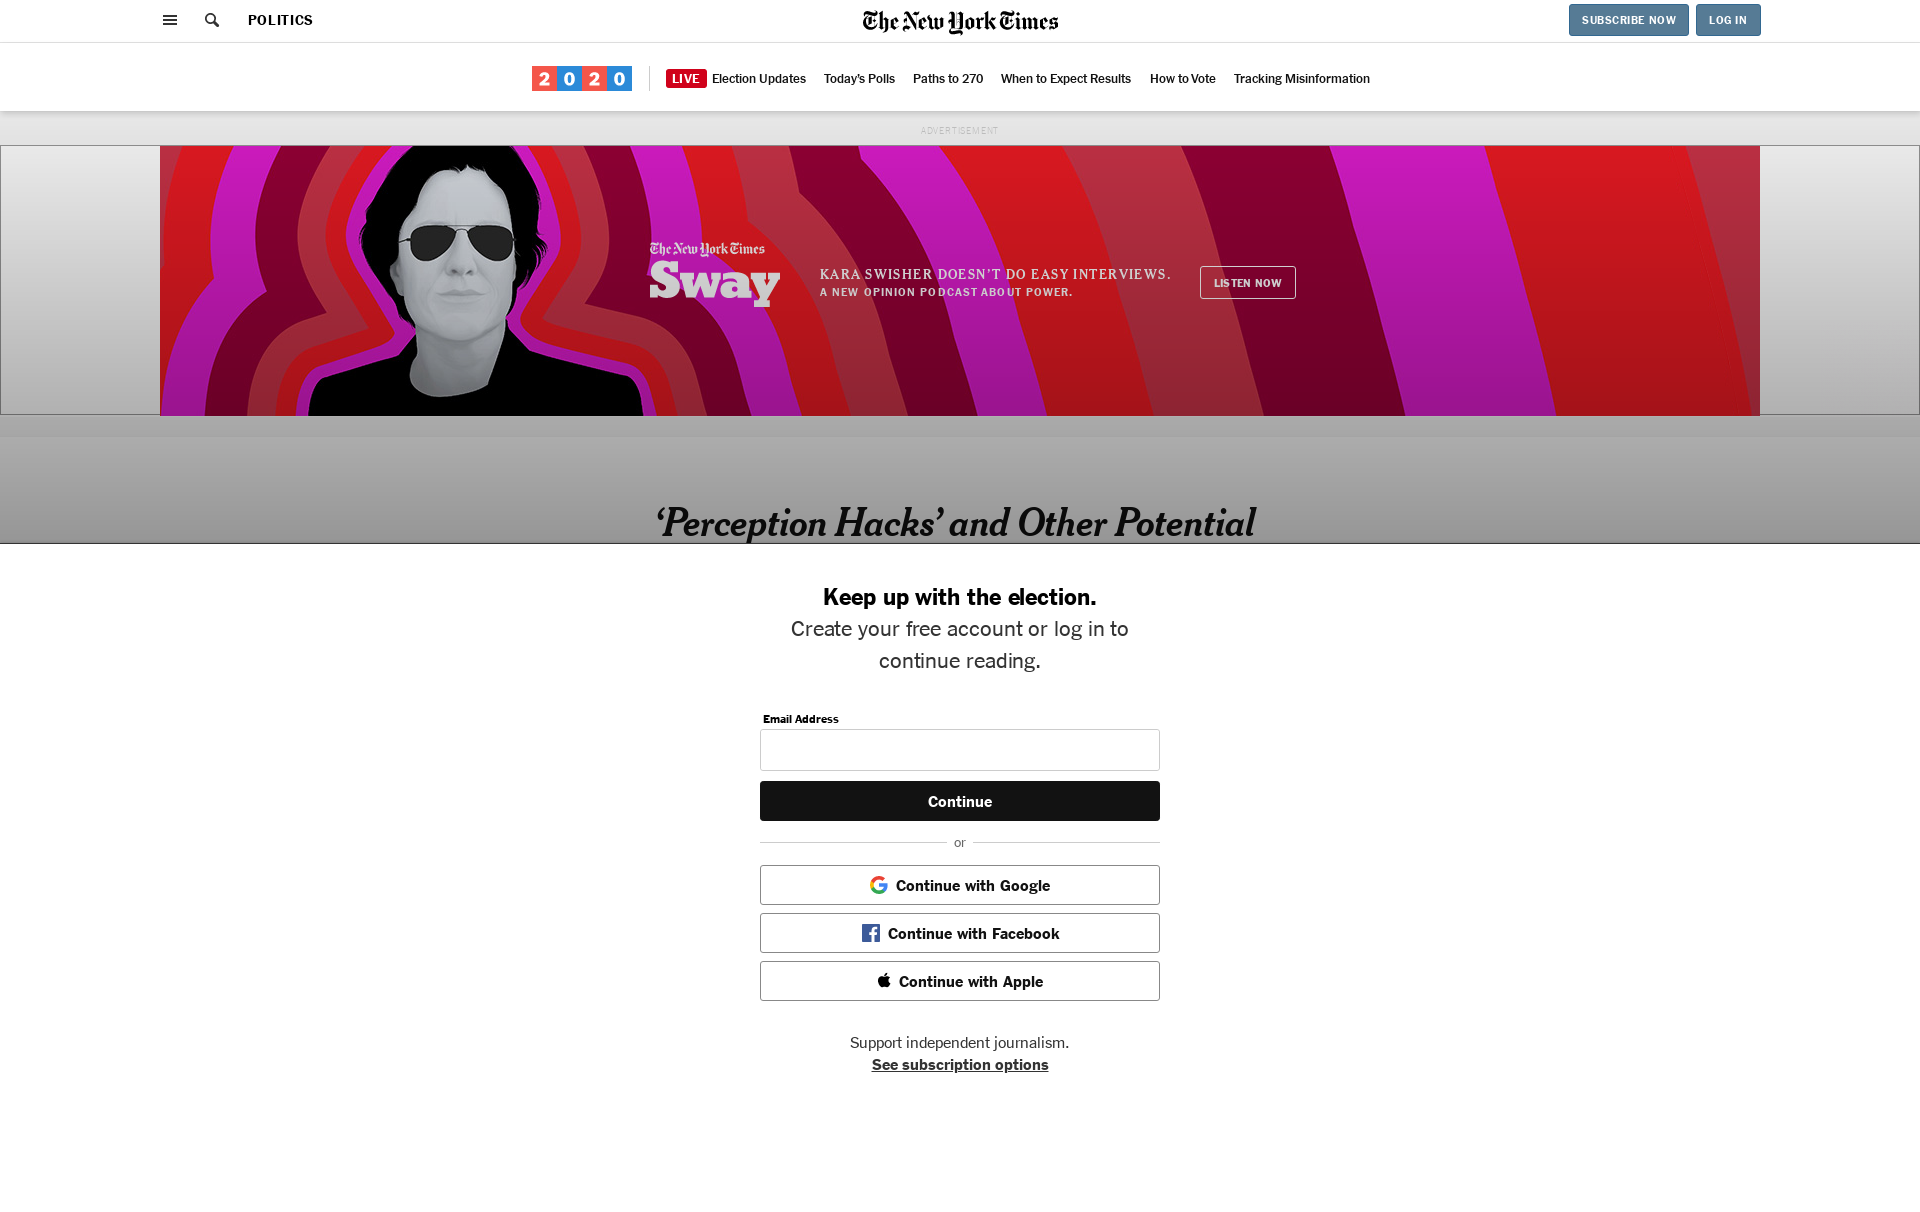 POLITICS
The New York Times
SUBSCRIBE NOW
LOG IN
2020
LIVE Election Updates
Today's Polls
Paths to 270
When to Expect Results
How to Vote
Tracking Misinformation
ADVERTISEMENT
The New York Times
Sway
KARA SWISHER DOESN'T DO EASY INTERVIEWS.
A NEW OPINION PODCAST ABOUT POWER.
LISTEN NOW
‘Perception Hacks’ and Other Potential
Keep up with the election.
Create your free account or log in to
continue reading.
Email Address
Continue
or
Continue with Google
Continue with Facebook
Continue with Apple
Support independent journalism.
See subscription options